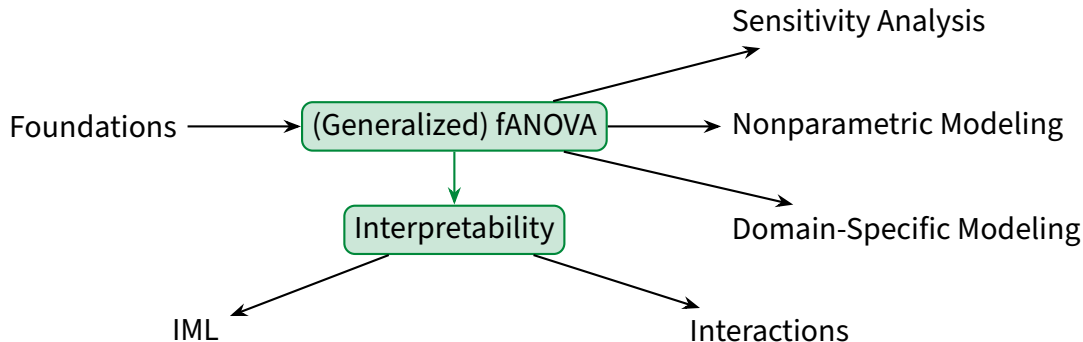 Sensitivity Analysis
Foundations
(Generalized) fANOVA
Nonparametric Modeling
Interpretability
Domain-Specific Modeling
IML
Interactions